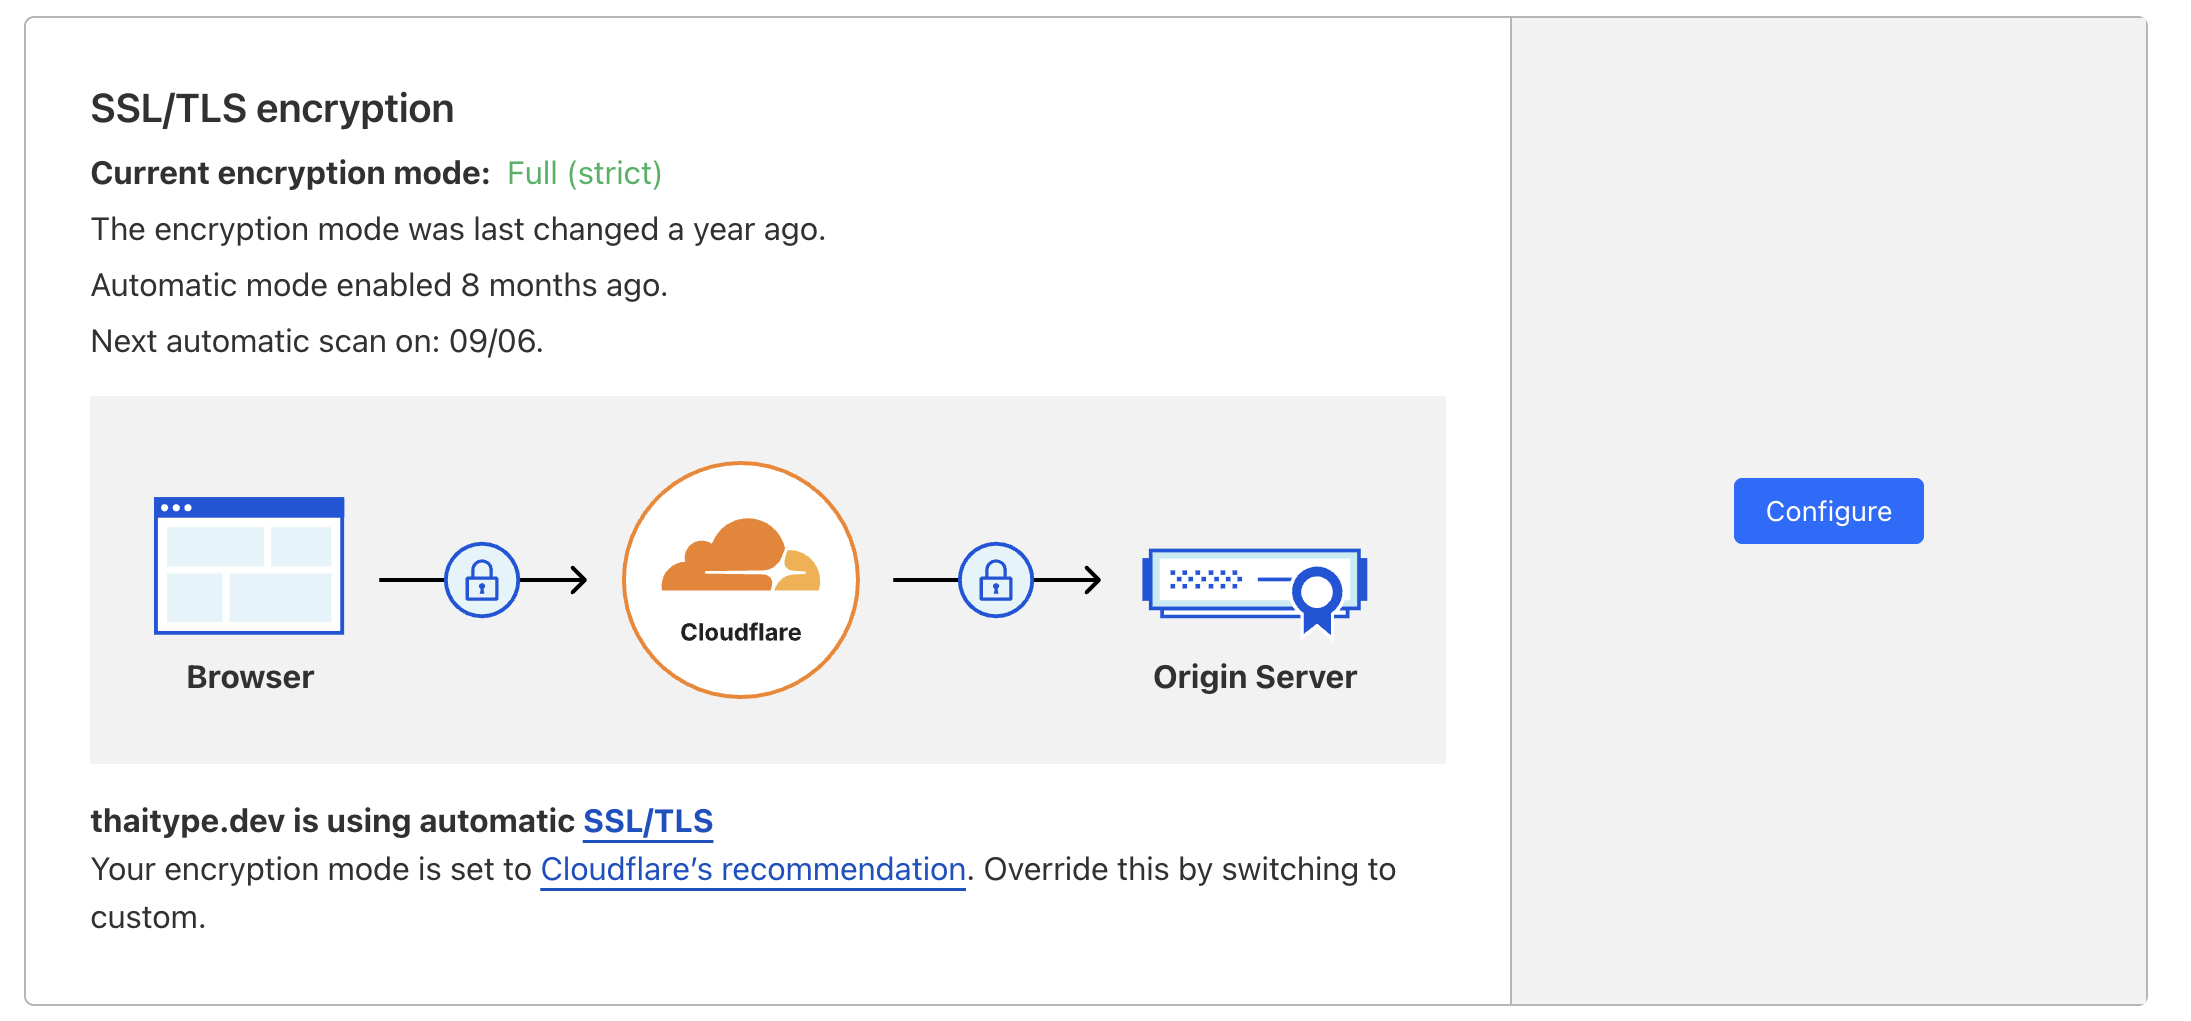 SSL/TLS encryption
Current encryption mode: Full (strict)
The encryption mode was last changed a year ago.
Automatic mode enabled 8 months ago.
Next automatic scan on: 09/06.
Cloudflare
Browser
Origin Server
thaitype.dev is using automatic SSL/TLS
Your encryption mode is set to Cloudflare’s recommendation. Override this by switching to
custom.
Configure